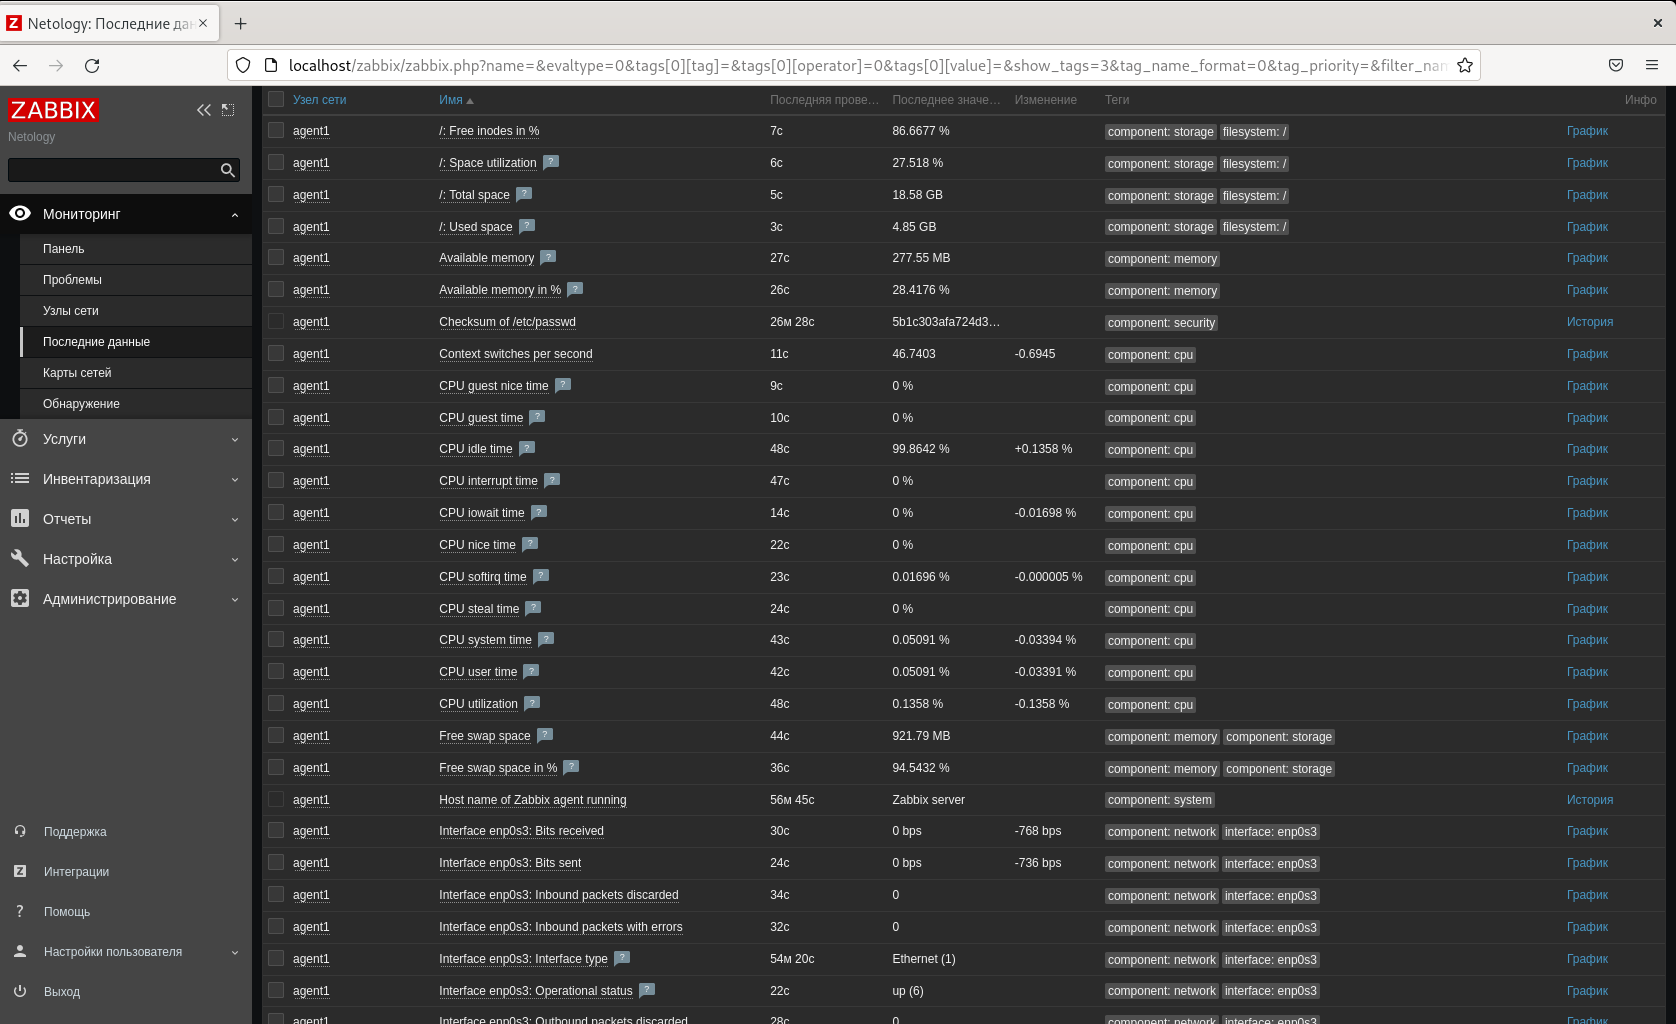 Netology: Последние дан
localhost/zabbix/zabbix.php?name=&evaltype=0&tags[0][tag]=&tags[0][operator]=0&tags[0][value]=&show_tags=3&tag_name_format=0&tag_priority=&filter_nam
ZABBIX
Netology
Мониторинг
Панель
Проблемы
Узлы сети
Последние данные
Карты сетей
Обнаружение
Услуги
Инвентаризация
Отчеты
Настройка
Администрирование
Поддержка
Интеграции
Помощь
Настройки пользователя
Выход
Узел сети Имя Последняя прове… Последнее значе… Изменение Теги Инфо
agent1 /: Free inodes in % 7с 86.6677 % component: storage filesystem: / График
agent1 /: Space utilization ? 6с 27.518 % component: storage filesystem: / График
agent1 /: Total space ? 5с 18.58 GB component: storage filesystem: / График
agent1 /: Used space ? 3с 4.85 GB component: storage filesystem: / График
agent1 Available memory ? 27с 277.55 MB component: memory График
agent1 Available memory in % ? 26с 28.4176 % component: memory График
agent1 Checksum of /etc/passwd 26м 28с 5b1c303afa724d3… component: security История
agent1 Context switches per second 11с 46.7403 -0.6945 component: cpu График
agent1 CPU guest nice time ? 9с 0 % component: cpu График
agent1 CPU guest time ? 10с 0 % component: cpu График
agent1 CPU idle time ? 48с 99.8642 % +0.1358 % component: cpu График
agent1 CPU interrupt time ? 47с 0 % component: cpu График
agent1 CPU iowait time ? 14с 0 % -0.01698 % component: cpu График
agent1 CPU nice time ? 22с 0 % component: cpu График
agent1 CPU softirq time ? 23с 0.01696 % -0.000005 % component: cpu График
agent1 CPU steal time ? 24с 0 % component: cpu График
agent1 CPU system time ? 43с 0.05091 % -0.03394 % component: cpu График
agent1 CPU user time ? 42с 0.05091 % -0.03391 % component: cpu График
agent1 CPU utilization ? 48с 0.1358 % -0.1358 % component: cpu График
agent1 Free swap space ? 44с 921.79 MB component: memory component: storage График
agent1 Free swap space in % ? 36с 94.5432 % component: memory component: storage График
agent1 Host name of Zabbix agent running 56м 45с Zabbix server component: system История
agent1 Interface enp0s3: Bits received 30с 0 bps -768 bps component: network interface: enp0s3 График
agent1 Interface enp0s3: Bits sent 24с 0 bps -736 bps component: network interface: enp0s3 График
agent1 Interface enp0s3: Inbound packets discarded 34с 0 component: network interface: enp0s3 График
agent1 Interface enp0s3: Inbound packets with errors 32с 0 component: network interface: enp0s3 График
agent1 Interface enp0s3: Interface type ? 54м 20с Ethernet (1) component: network interface: enp0s3 График
agent1 Interface enp0s3: Operational status ? 22с up (6) component: network interface: enp0s3 График
agent1 Interface enp0s3: Outbound packets discarded 28с 0 component: network interface: enp0s3 График